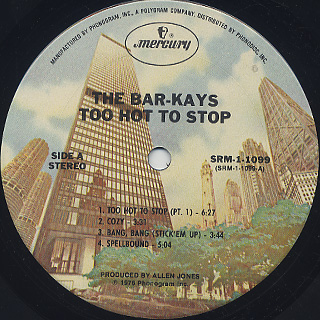 MANUFACTURED BY PHONOGRAM, INC., A POLYGRAM COMPANY, DISTRIBUTED BY PHONODISC, INC.
mercury
THE BAR-KAYS
TOO HOT TO STOP
SIDE A
STEREO
SRM-1-1099
(SRM-1-1099-A)
1. TOO HOT TO STOP (PT. 1) - 6:27
2. COZY - 3:31
3. BANG, BANG (STICK'EM UP) - 3:44
4. SPELLBOUND - 5:04
PRODUCED BY ALLEN JONES
℗ 1976 Phonogram Inc.